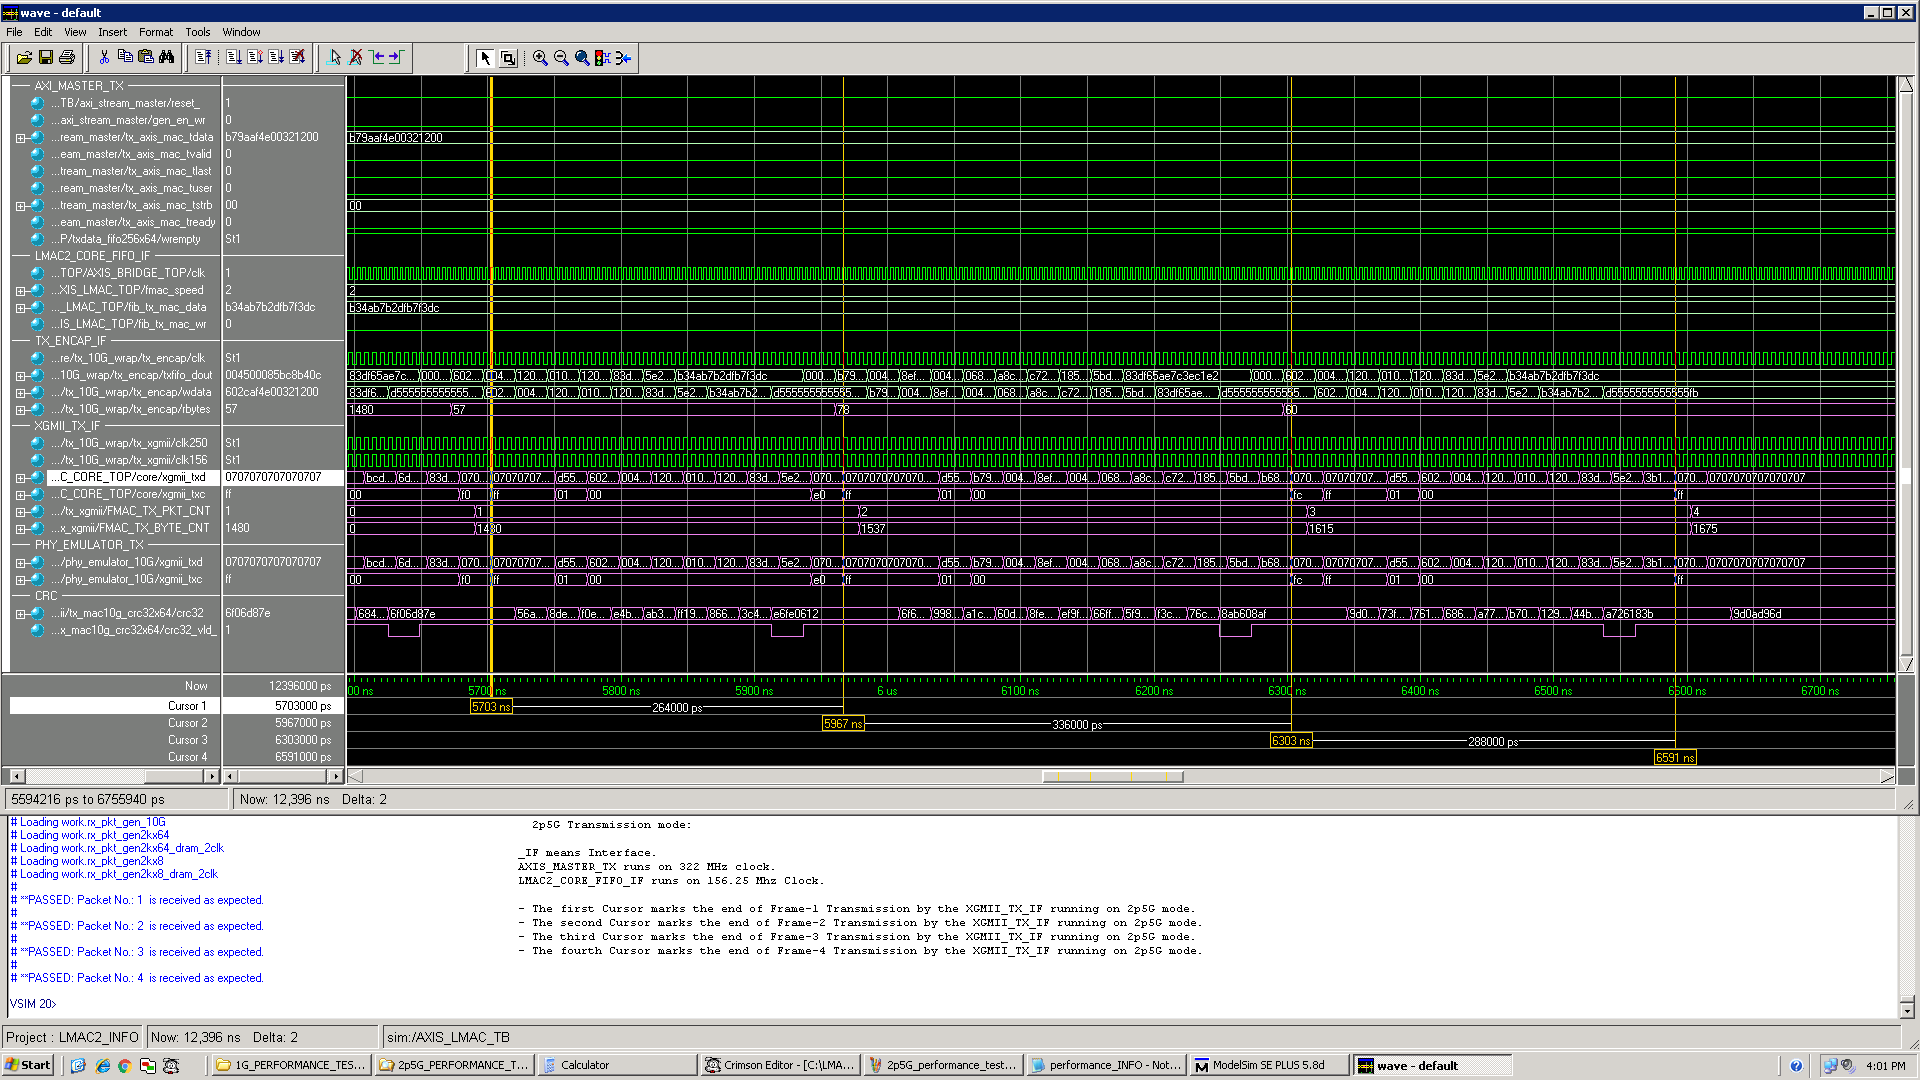 wave - default
File Edit View Insert Format Tools Window
AXI_MASTER_TX
...TB/axi_stream_master/reset_ 1
...axi_stream_master/gen_en_wr 0
...ream_master/tx_axis_mac_tdata b79aaf4e00321200 b79aaf4e00321200
...eam_master/tx_axis_mac_tvalid 0
...tream_master/tx_axis_mac_tlast 0
...ream_master/tx_axis_mac_tuser 0
...tream_master/tx_axis_mac_tstrb 00 00
...eam_master/tx_axis_mac_tready 0
...P/txdata_fifo256x64/wrempty St1
LMAC2_CORE_FIFO_IF
...TOP/AXIS_BRIDGE_TOP/clk 1
...XIS_LMAC_TOP/fmac_speed 2 2
..._LMAC_TOP/fib_tx_mac_data b34ab7b2dfb7f3dc b34ab7b2dfb7f3dc
...IS_LMAC_TOP/fib_tx_mac_wr 0
TX_ENCAP_IF
...re/tx_10G_wrap/tx_encap/clk St1
...10G_wrap/tx_encap/txfifo_dout 004500085bc8b40c 83df65ae7c... 000... 602... 004... 120... 010... 120... 83d... 5e2... b34ab7b2dfb7f3dc 000... b79... 004... 8ef... 004... 068... a8c... c72... 185... 5bd... 83df65ae7c3ec1e2 000... 602... 004... 120... 010... 120... 83d... 5e2... b34ab7b2dfb7f3dc
.../tx_10G_wrap/tx_encap/wdata 602caf4e00321200 83df6... d555555555555... 602... 004... 120... 010... 120... 83d... 5e2... b34ab7b2... d55555555555555... b79... 004... 8ef... 004... 068... a8c... c72... 185... 5bd... 83df65ae... d55555555555555... 602... 004... 120... 010... 120... 83d... 5e2... b34ab7b2... d5555555555555fb
.../tx_10G_wrap/tx_encap/rbytes 57 1480 57 78 60
XGMII_TX_IF
.../tx_10G_wrap/tx_xgmii/clk250 St1
.../tx_10G_wrap/tx_xgmii/clk156 St1
...C_CORE_TOP/core/xgmii_txd 0707070707070707 bcd... 6d... 83d... 070... 07070707... d55... 602... 004... 120... 010... 120... 83d... 5e2... 070... 0707070707070... d55... b79... 004... 8ef... 004... 068... a8c... c72... 185... 5bd... b68... 070... 0707070... d55... 602... 004... 120... 010... 120... 83d... 5e2... 3b1... 070... 0707070707070707
...C_CORE_TOP/core/xgmii_txc ff 00 f0 ff 01 00 e0 ff 01 00 fc ff 01 00 ff
.../tx_xgmii/FMAC_TX_PKT_CNT 1 0 1 2 3 4
...x_xgmii/FMAC_TX_BYTE_CNT 1480 0 1480 1537 1615 1675
PHY_EMULATOR_TX
.../phy_emulator_10G/xgmii_txd 0707070707070707 bcd... 6d... 83d... 070... 07070707... d55... 602... 004... 120... 010... 120... 83d... 5e2... 070... 0707070707070... d55... b79... 004... 8ef... 004... 068... a8c... c72... 185... 5bd... b68... 070... 0707070... d55... 602... 004... 120... 010... 120... 83d... 5e2... 3b1... 070... 0707070707070707
.../phy_emulator_10G/xgmii_txc ff 00 f0 ff 01 00 e0 ff 01 00 fc ff 01 00 ff
CRC
...ii/tx_mac10g_crc32x64/crc32 6f06d87e 684... 6f06d87e 56a... 8de... f0e... e4b... ab3... ff19... 866... 3c4... e6fe0612 6f6... 998... a1c... 60d... 8fe... ef9f... 66ff... 5f9... f3c... 76c... 8ab608af 9d0... 73f... 761... 686... a77... b70... 129... 44b... a726183b 9d0ad96d
...x_mac10g_crc32x64/crc32_vld_ 1
Now 12396000 ps 00 ns 5700 ns 5800 ns 5900 ns 6 us 6100 ns 6200 ns 6300 ns 6400 ns 6500 ns 6600 ns 6700 ns
Cursor 1 5703000 ps 5703 ns 264000 ps
Cursor 2 5967000 ps 5967 ns 336000 ps
Cursor 3 6303000 ps 6303 ns 288000 ps
Cursor 4 6591000 ps 6591 ns
5594216 ps to 6755940 ps Now: 12,396 ns Delta: 2
# Loading work.rx_pkt_gen_10G
# Loading work.rx_pkt_gen2kx64
# Loading work.rx_pkt_gen2kx64_dram_2clk
# Loading work.rx_pkt_gen2kx8
# Loading work.rx_pkt_gen2kx8_dram_2clk
#
# **PASSED: Packet No.: 1 is received as expected.
#
# **PASSED: Packet No.: 2 is received as expected.
#
# **PASSED: Packet No.: 3 is received as expected.
#
# **PASSED: Packet No.: 4 is received as expected.
VSIM 20>
2p5G Transmission mode:
_IF means Interface.
AXIS_MASTER_TX runs on 322 MHz clock.
LMAC2_CORE_FIFO_IF runs on 156.25 Mhz Clock.
- The first Cursor marks the end of Frame-1 Transmission by the XGMII_TX_IF running on 2p5G mode.
- The second Cursor marks the end of Frame-2 Transmission by the XGMII_TX_IF running on 2p5G mode.
- The third Cursor marks the end of Frame-3 Transmission by the XGMII_TX_IF running on 2p5G mode.
- The fourth Cursor marks the end of Frame-4 Transmission by the XGMII_TX_IF running on 2p5G mode.
Project : LMAC2_INFO Now: 12,396 ns Delta: 2 sim:/AXIS_LMAC_TB
Start 1G_PERFORMANCE_TES... 2p5G_PERFORMANCE_T... Calculator Crimson Editor - [C:\LMA... 2p5G_performance_test... performance_INFO - Not... ModelSim SE PLUS 5.8d wave - default 4:01 PM